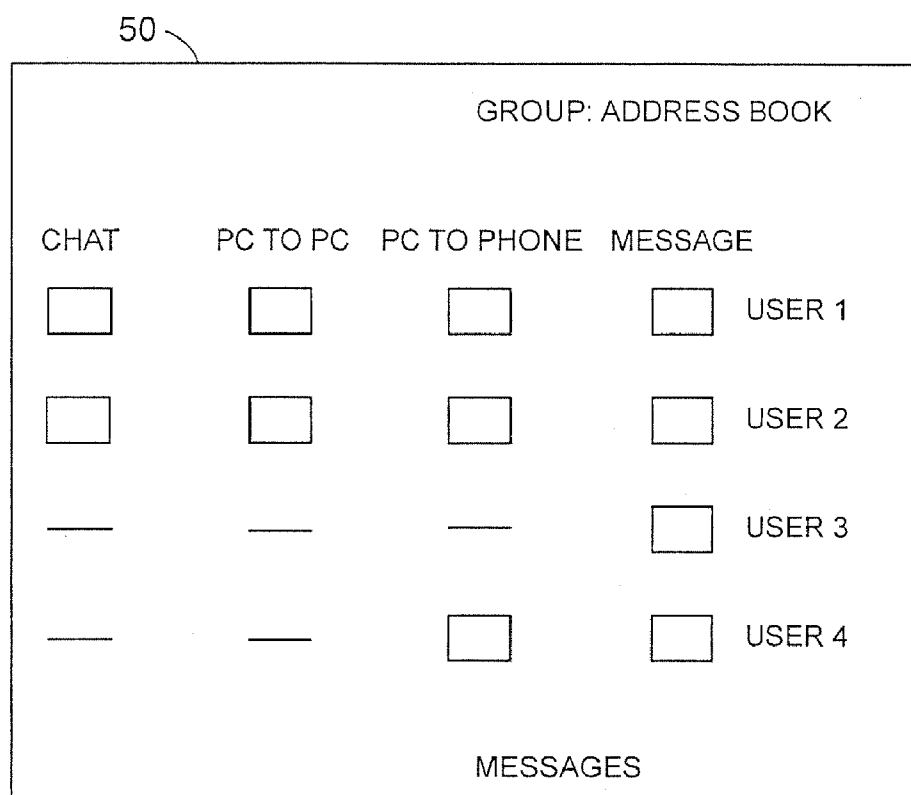 50
GROUP: ADDRESS BOOK
CHAT PC TO PC PC TO PHONE MESSAGE
USER 1
USER 2
USER 3
USER 4
MESSAGES